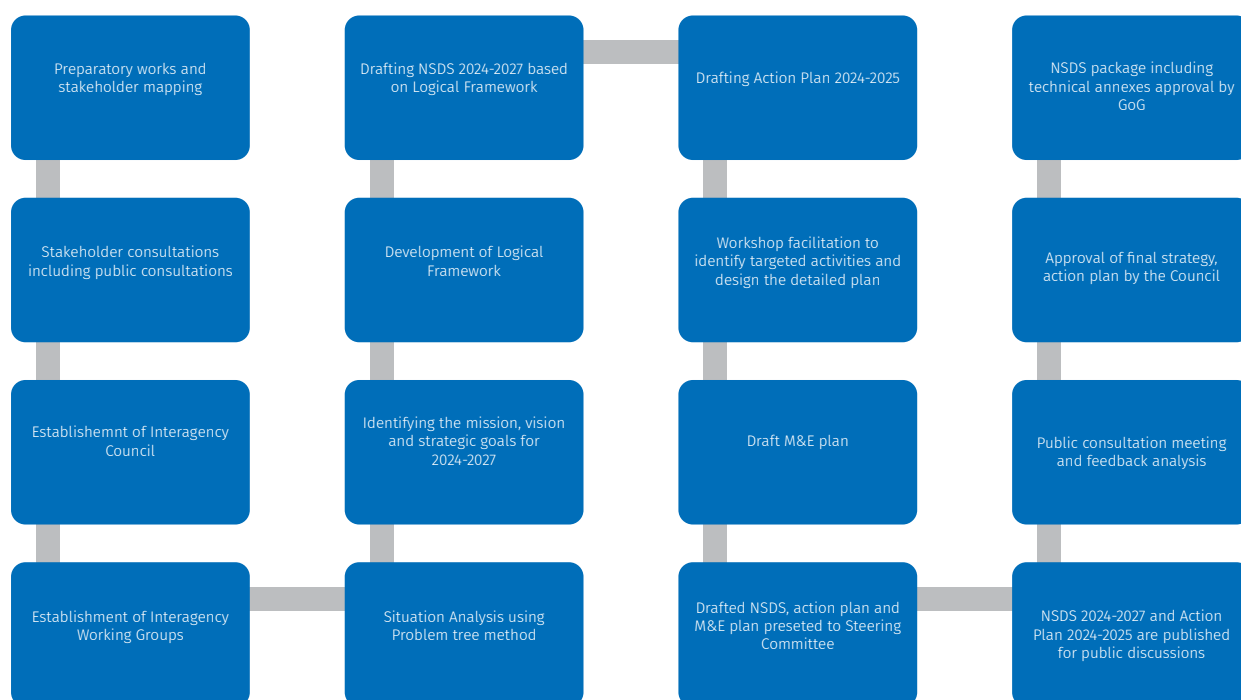 Preparatory works and
stakeholder mapping
Stakeholder consultations
including public consultations
Establishemnt of Interagency
Council
Establishment of Interagency
Working Groups
Situation Analysis using
Problem tree method
Identifying the mission, vision
and strategic goals for
2024-2027
Development of Logical
Framework
Drafting NSDS 2024-2027 based
on Logical Framework
Drafting Action Plan 2024-2025
Workshop facilitation to
identify targeted activities and
design the detailed plan
Draft M&E plan
Drafted NSDS, action plan and
M&E plan preseted to Steering
Committee
NSDS 2024-2027 and Action
Plan 2024-2025 are published
for public discussions
Public consultation meeting
and feedback analysis
Approval of final strategy,
action plan by the Council
NSDS package including
technical annexes approval by
GoG